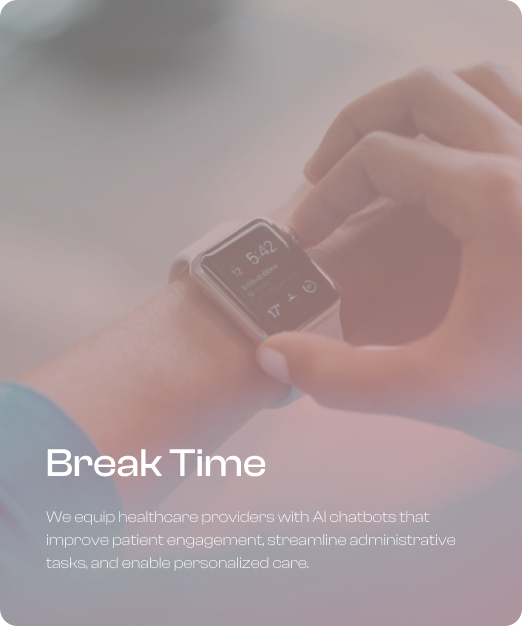 5:42
12
17°
Break Time
We equip healthcare providers with AI chatbots that
improve patient engagement, streamline administrative
tasks, and enable personalized care.